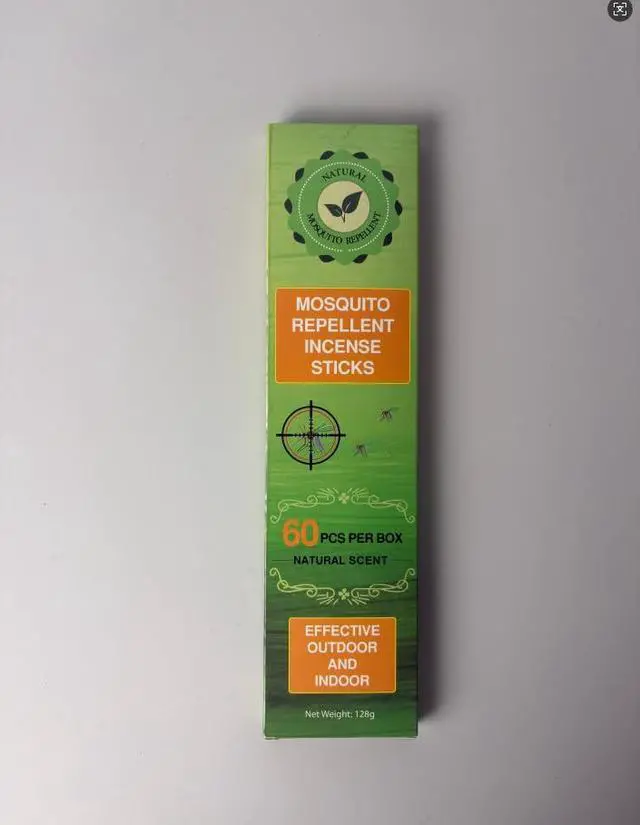 NATURAL
MOSQUITO REPELLENT
MOSQUITO
REPELLENT
INCENSE
STICKS
60 PCS PER BOX
NATURAL SCENT
EFFECTIVE
OUTDOOR
AND
INDOOR
Net Weight: 128g